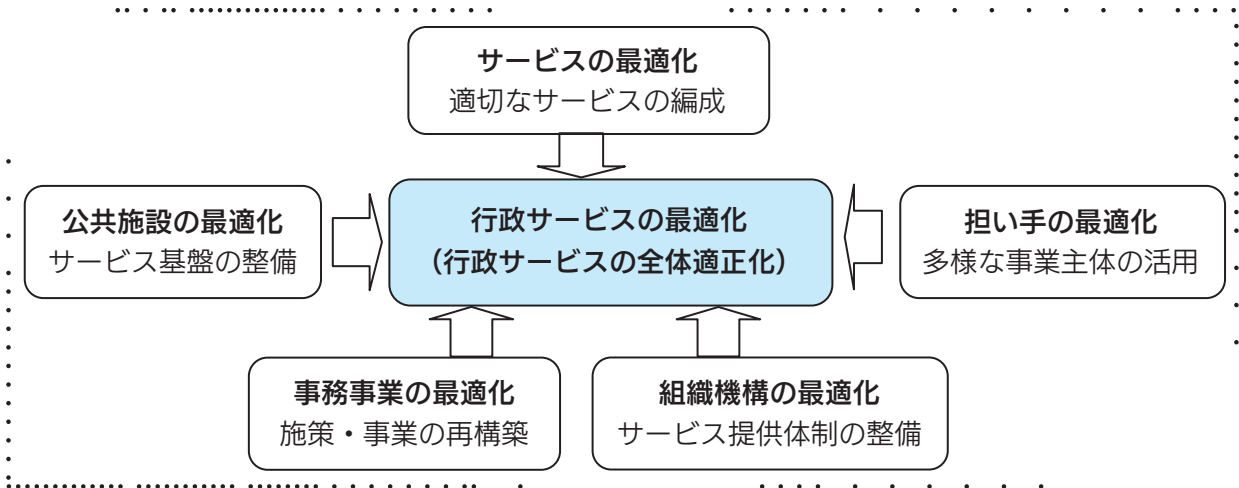 サービスの最適化
適切なサービスの編成
公共施設の最適化
サービス基盤の整備
行政サービスの最適化
（行政サービスの全体適正化）
担い手の最適化
多様な事業主体の活用
事務事業の最適化
施策・事業の再構築
組織機構の最適化
サービス提供体制の整備